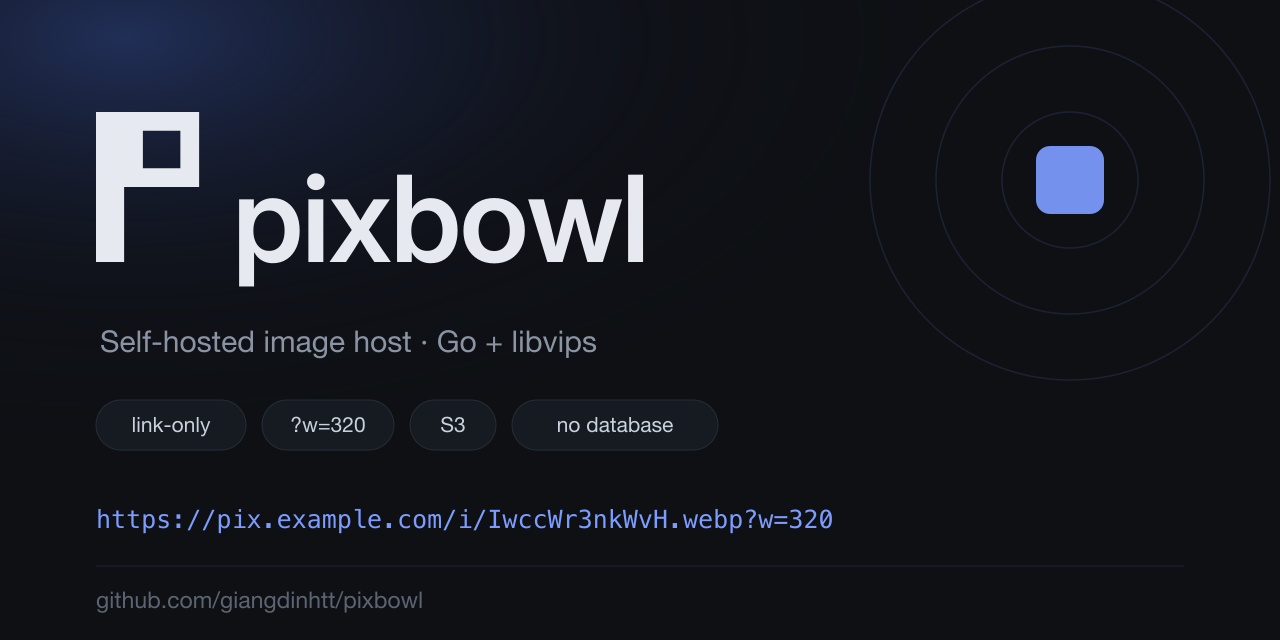 pixbowl
Self-hosted image host · Go + libvips
link-only ?w=320 S3 no database
https://pix.example.com/i/IwccWr3nkWvH.webp?w=320
github.com/giangdinhtt/pixbowl